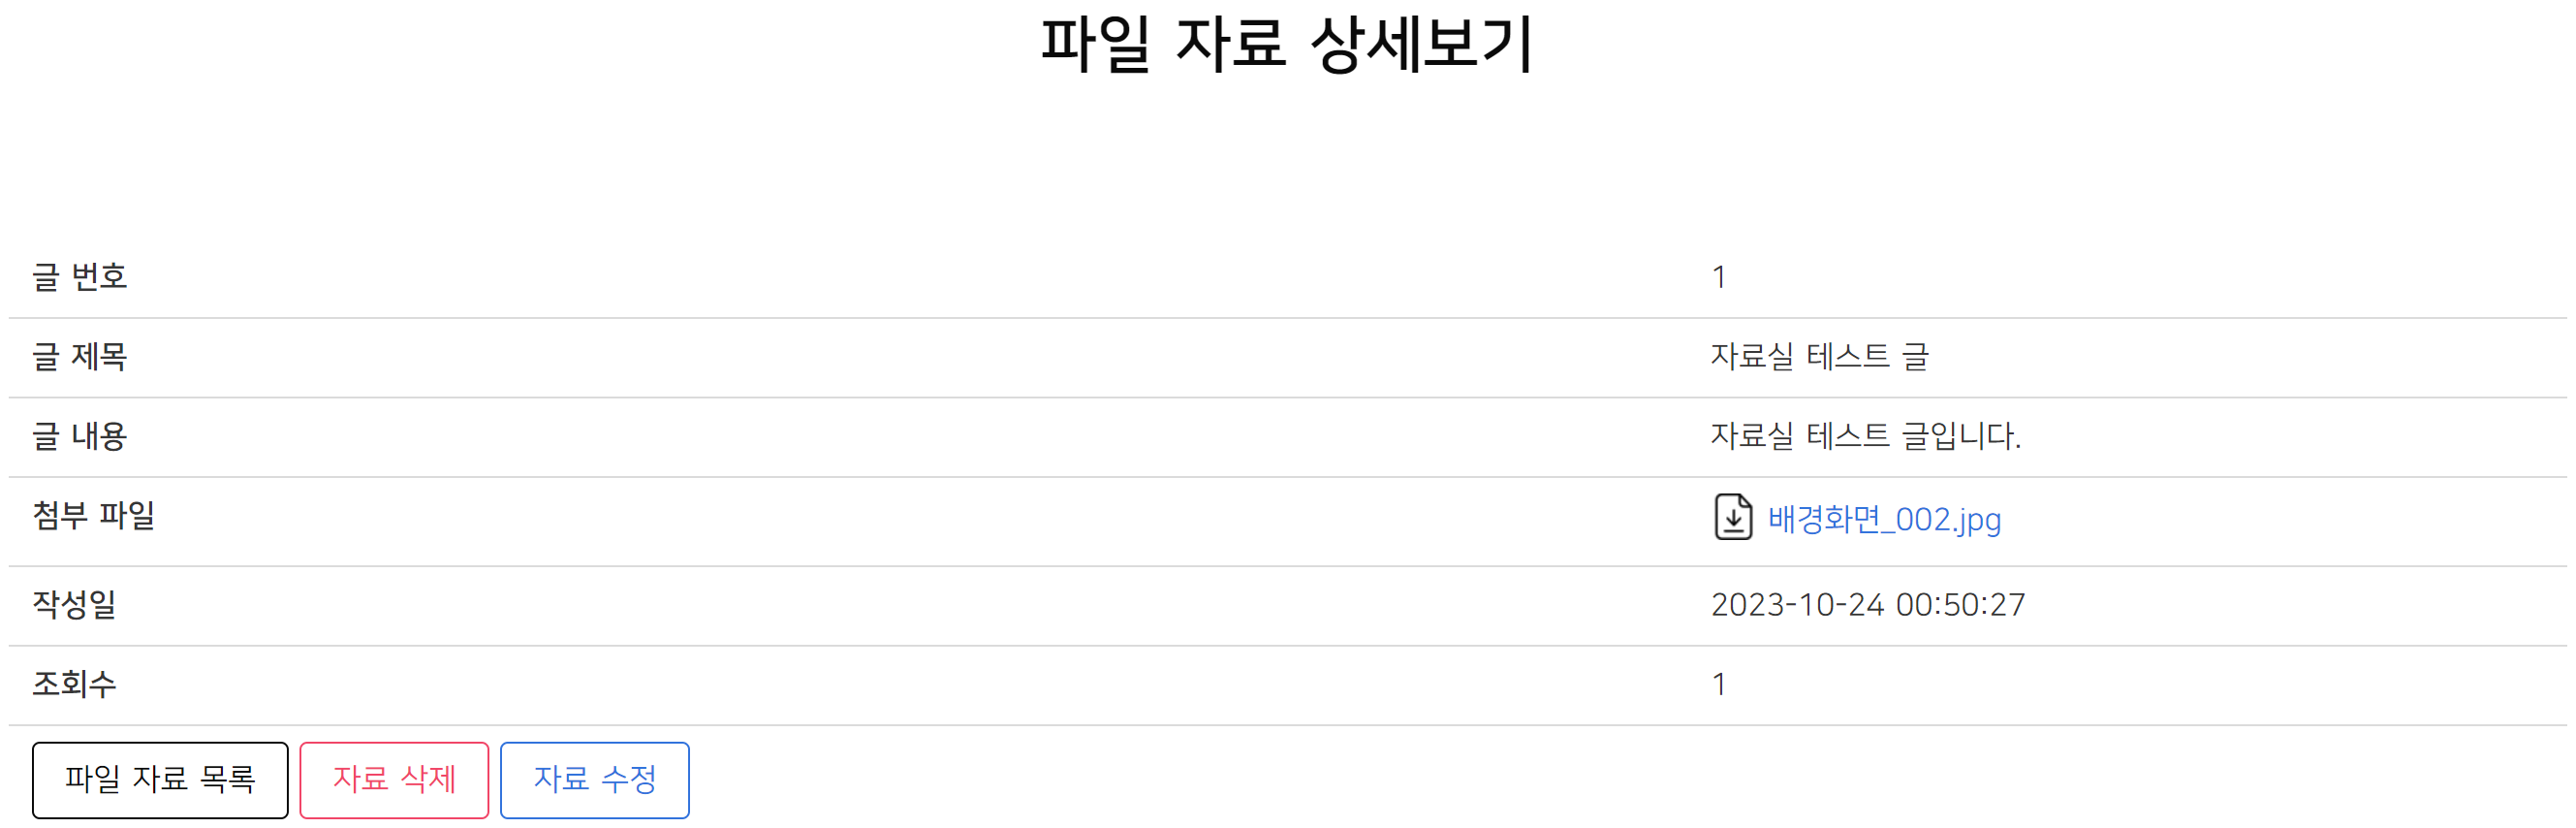 파일 자료 상세보기
글 번호 1
글 제목 자료실 테스트 글
글 내용 자료실 테스트 글입니다.
첨부 파일 배경화면_002.jpg
작성일 2023-10-24 00:50:27
조회수 1
파일 자료 목록 자료 삭제 자료 수정